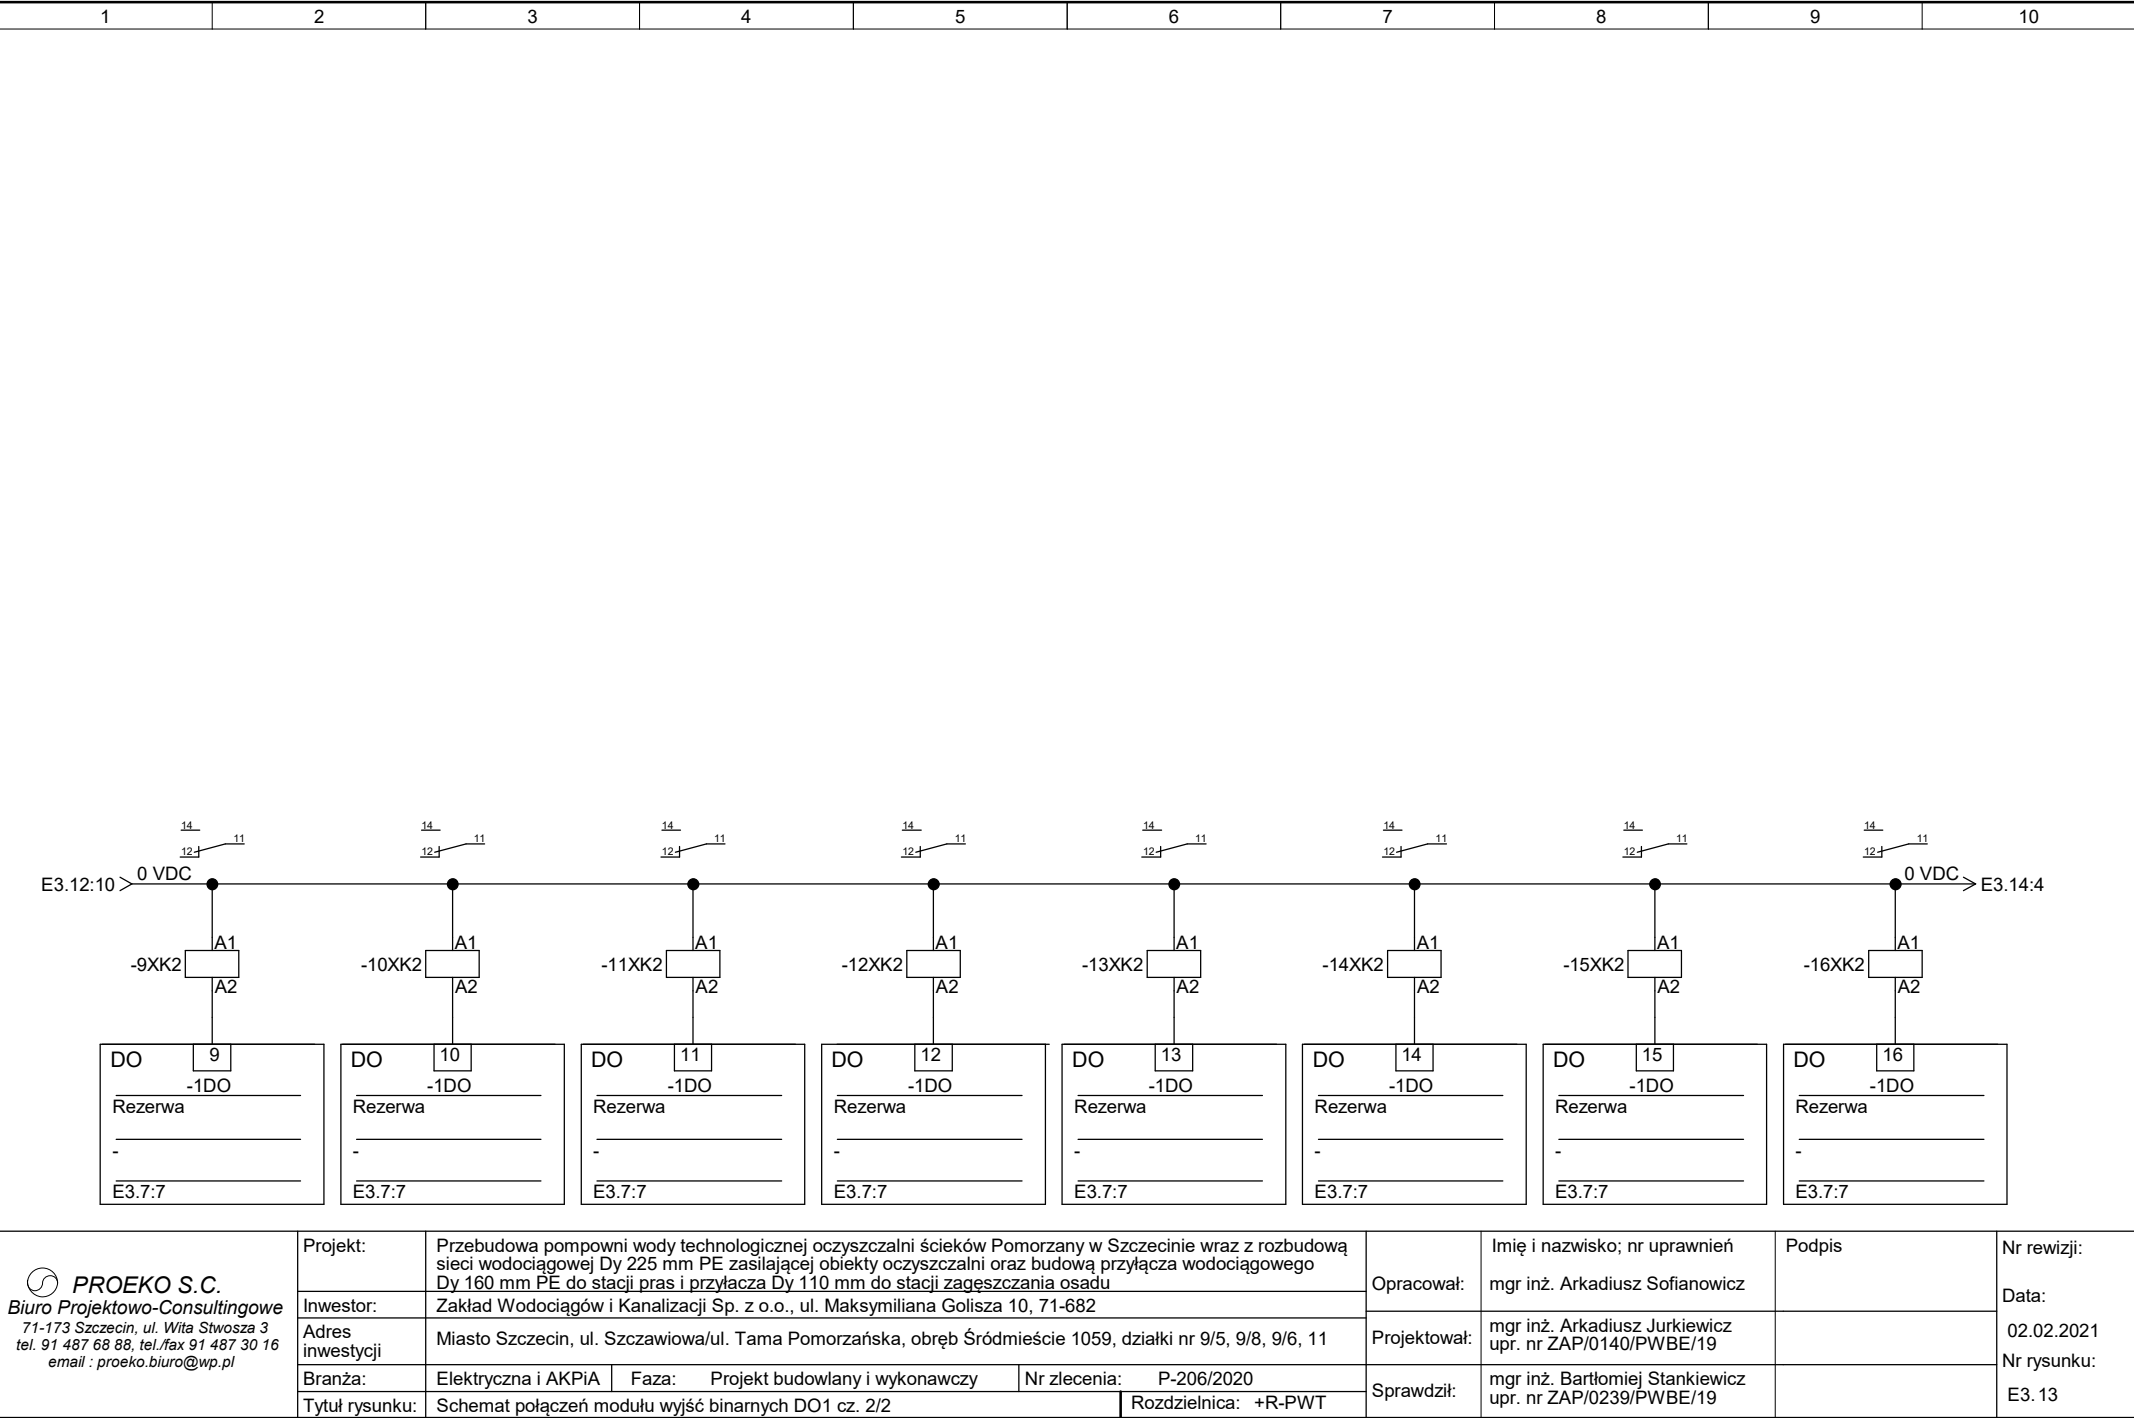 1 2 3 4 5 6 7 8 9 10
14 14 14 14 14 14 14 14
11 11 11 11 11 11 11 11
12 12 12 12 12 12 12 12
E3.12:10 0 VDC 0 VDC E3.14:4
A1 A1 A1 A1 A1 A1 A1 A1
-9XK2 -10XK2 -11XK2 -12XK2 -13XK2 -14XK2 -15XK2 -16XK2
A2 A2 A2 A2 A2 A2 A2 A2
DO 9 DO 10 DO 11 DO 12 DO 13 DO 14 DO 15 DO 16
-1DO -1DO -1DO -1DO -1DO -1DO -1DO -1DO
Rezerwa Rezerwa Rezerwa Rezerwa Rezerwa Rezerwa Rezerwa Rezerwa
- - - - - - - -
E3.7:7 E3.7:7 E3.7:7 E3.7:7 E3.7:7 E3.7:7 E3.7:7 E3.7:7
PROEKO S.C.
Biuro Projektowo-Consultingowe
71-173 Szczecin, ul. Wita Stwosza 3
tel. 91 487 68 88, tel./fax 91 487 30 16
email : proeko.biuro@wp.pl
Projekt:
Przebudowa pompowni wody technologicznej oczyszczalni ścieków Pomorzany w Szczecinie wraz z rozbudową
sieci wodociągowej Dy 225 mm PE zasilającej obiekty oczyszczalni oraz budową przyłącza wodociągowego
Dy 160 mm PE do stacji pras i przyłacza Dy 110 mm do stacji zagęszczania osadu
Inwestor: Zakład Wodociągów i Kanalizacji Sp. z o.o., ul. Maksymiliana Golisza 10, 71-682
Adres
inwestycji
Miasto Szczecin, ul. Szczawiowa/ul. Tama Pomorzańska, obręb Śródmieście 1059, działki nr 9/5, 9/8, 9/6, 11
Branża: Elektryczna i AKPiA Faza: Projekt budowlany i wykonawczy Nr zlecenia: P-206/2020
Tytuł rysunku: Schemat połączeń modułu wyjść binarnych DO1 cz. 2/2 Rozdzielnica: +R-PWT
Imię i nazwisko; nr uprawnień Podpis
Opracował: mgr inż. Arkadiusz Sofianowicz
Projektował: mgr inż. Arkadiusz Jurkiewicz
upr. nr ZAP/0140/PWBE/19
Sprawdził: mgr inż. Bartłomiej Stankiewicz
upr. nr ZAP/0239/PWBE/19
Nr rewizji:
Data:
02.02.2021
Nr rysunku:
E3.13